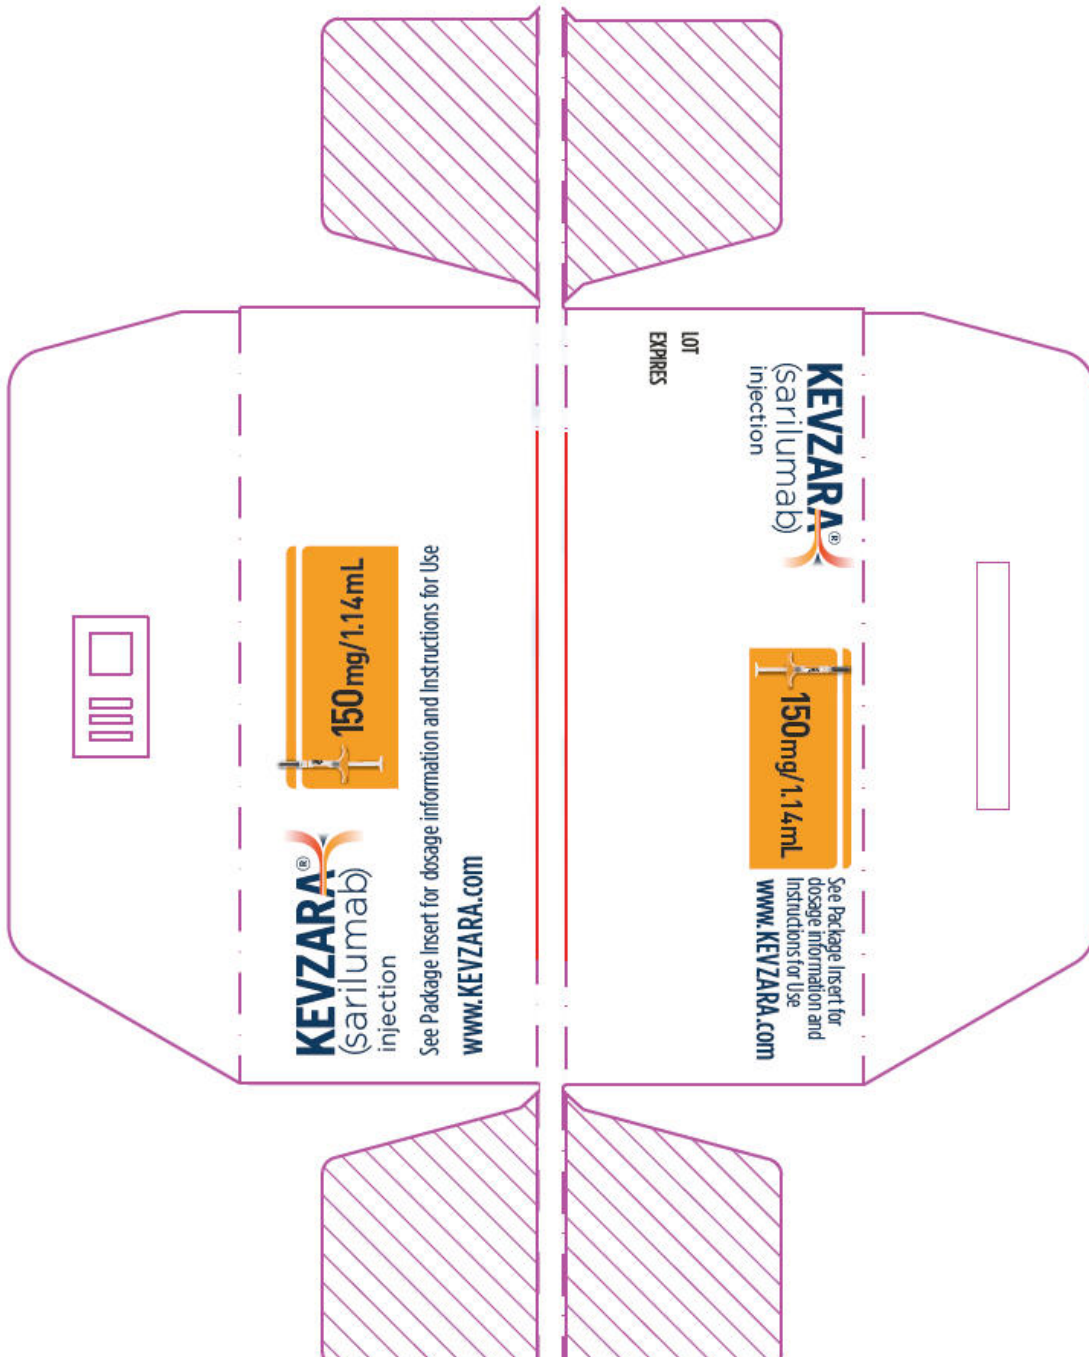 KEVZARA®
(sarilumab)
injection
150mg/1.14mL
See Package Insert for dosage information and Instructions for Use
www.KEVZARA.com
LOT
EXPIRES
KEVZARA®
(sarilumab)
injection
150mg/1.14mL
See Package Insert for
dosage information and
Instructions for Use
www.KEVZARA.com